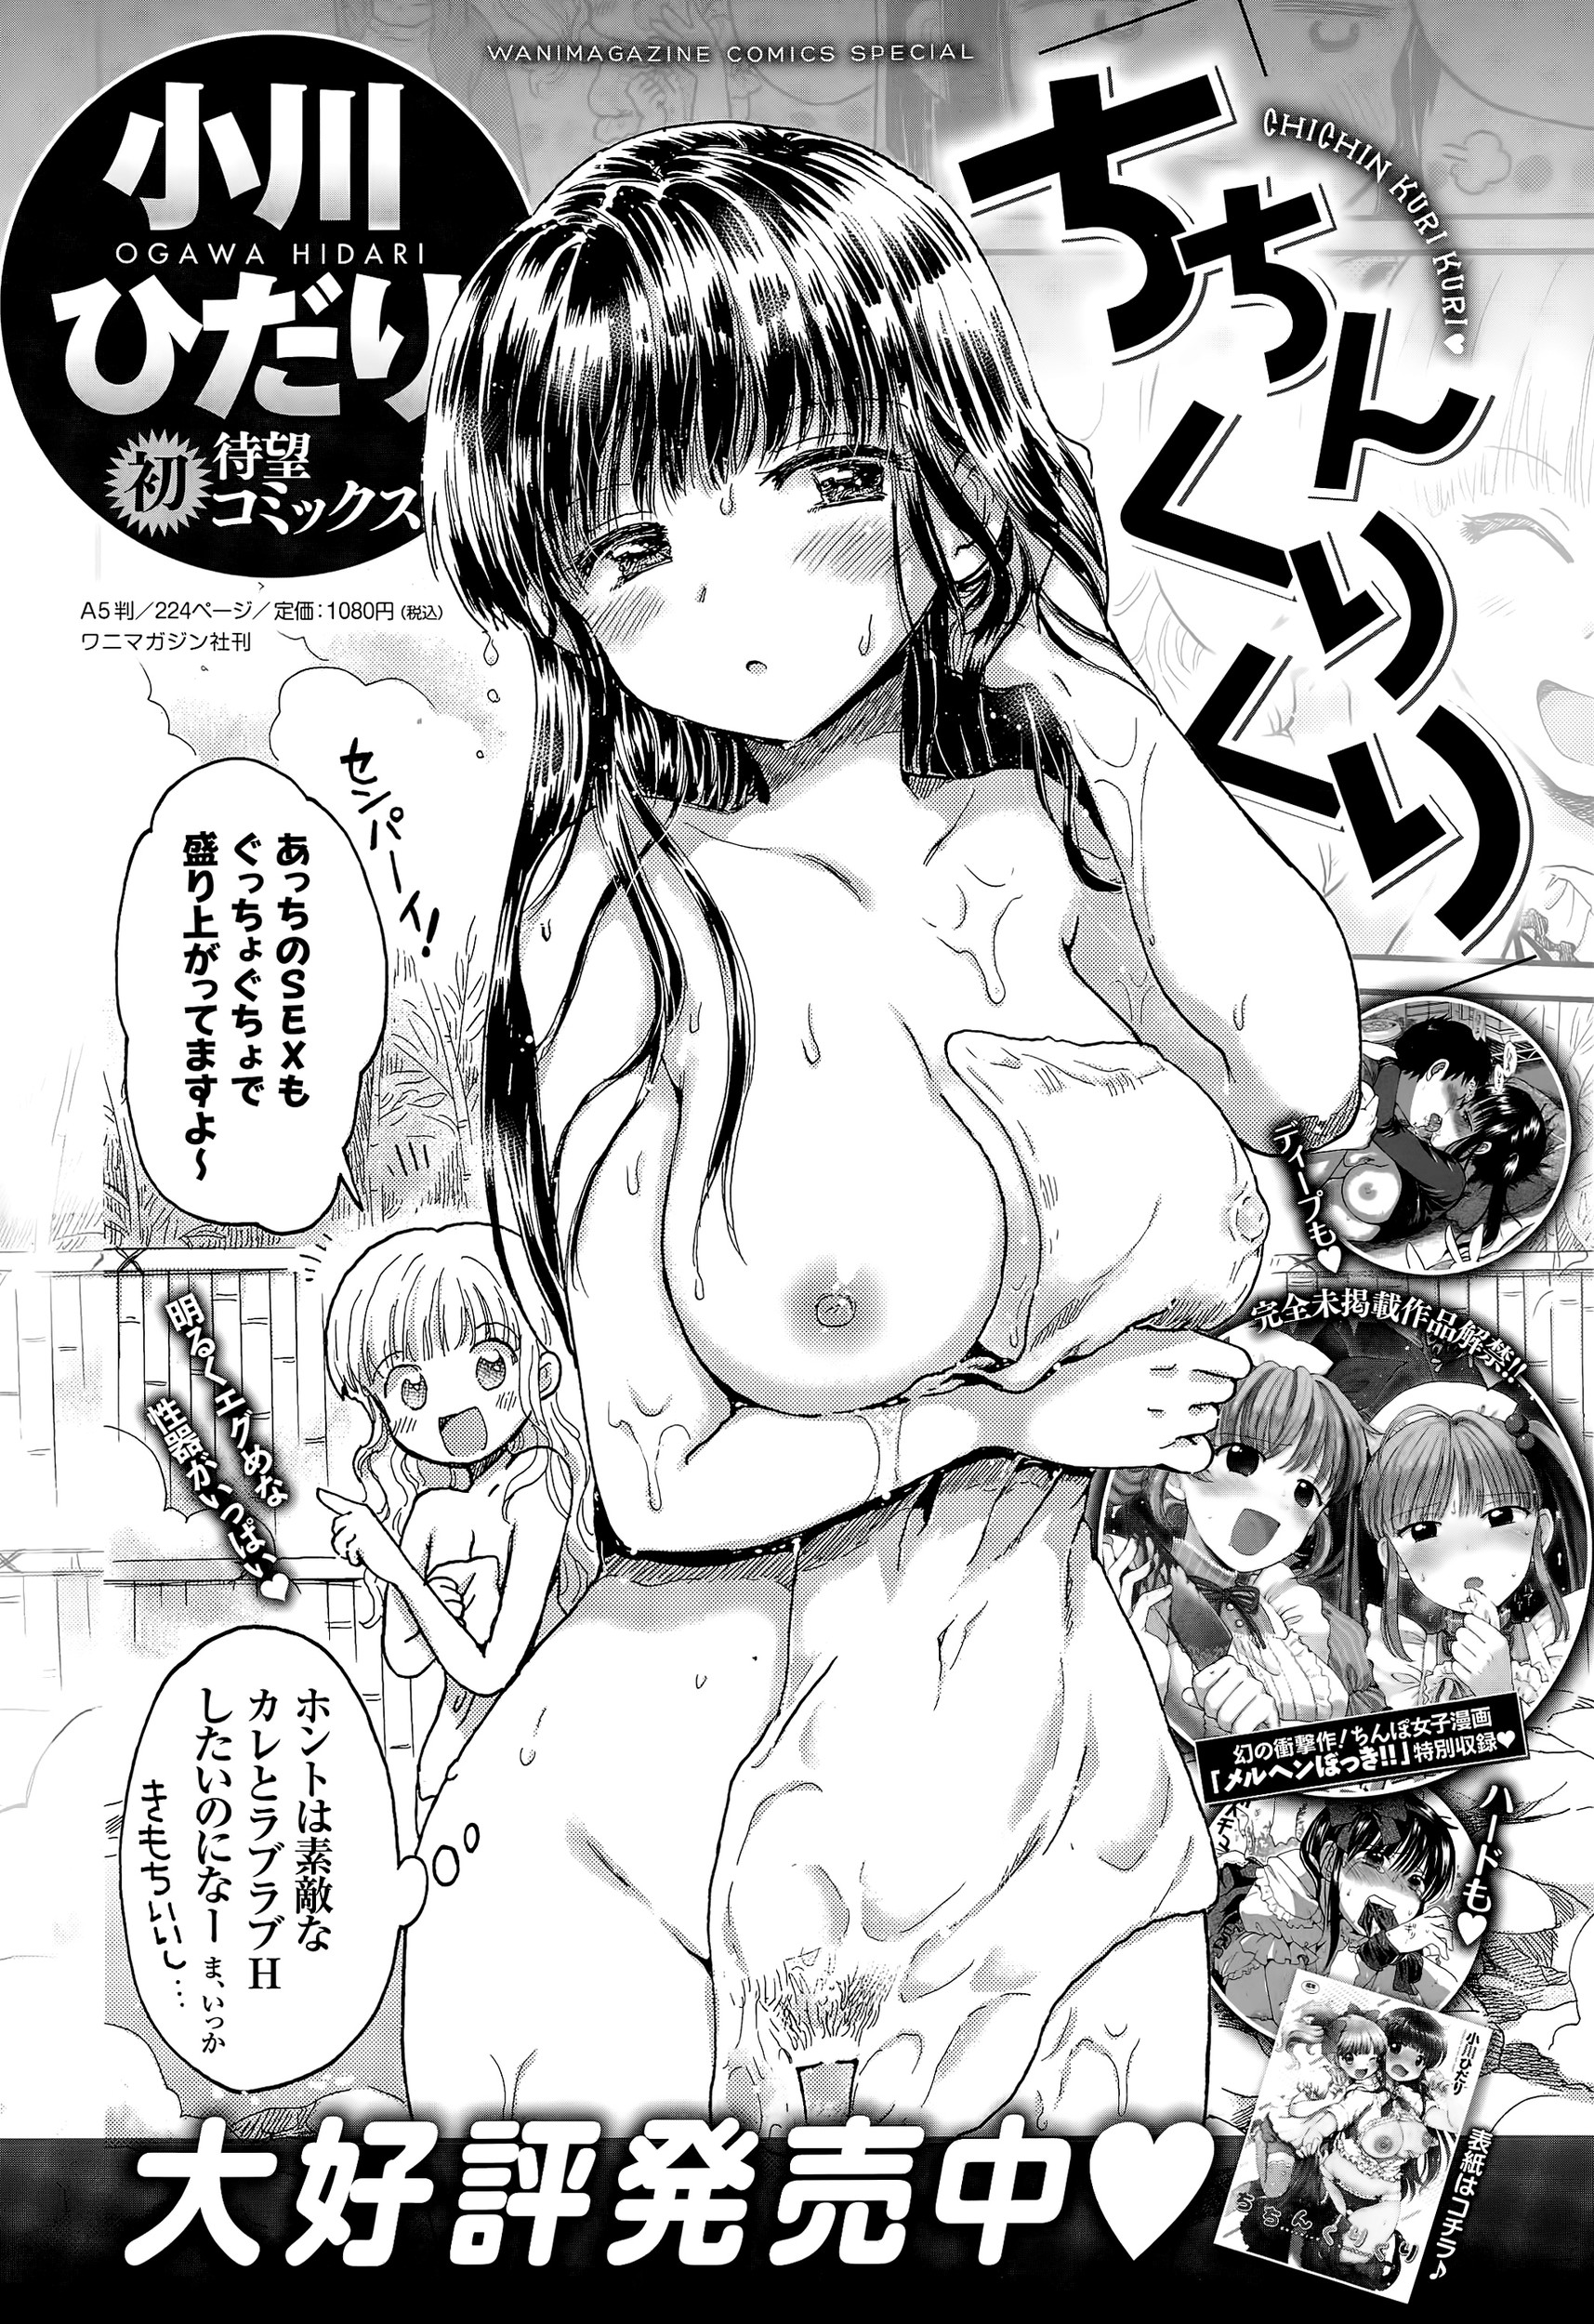 WANIMAGAZINE COMICS SPECIAL
小川
OGAWA HIDARI
ひだり
初
待望
コミックス
A5判／224ページ／定価：1080円（税込）
ワニマガジン社刊
ちちんくりくり
CHICHIN KURI KURI♥
センパーイ！
あっちのSEXも
ぐっちょぐちょで
盛り上がってますよ～
ディープも♥
完全未掲載作品解禁!!
明るくエグめな
性器がいっぱい♥
幻の衝撃作！ちんぽ女子漫画
「メルヘンぼっき!!」特別収録♥
ホントは素敵な
カレとラブラブH
したいのになー
ま、いっか
きもちいいし…
ハードも♥
小川ひだり
ちちんくりくり
表紙はコチラ♪
大好評発売中♥